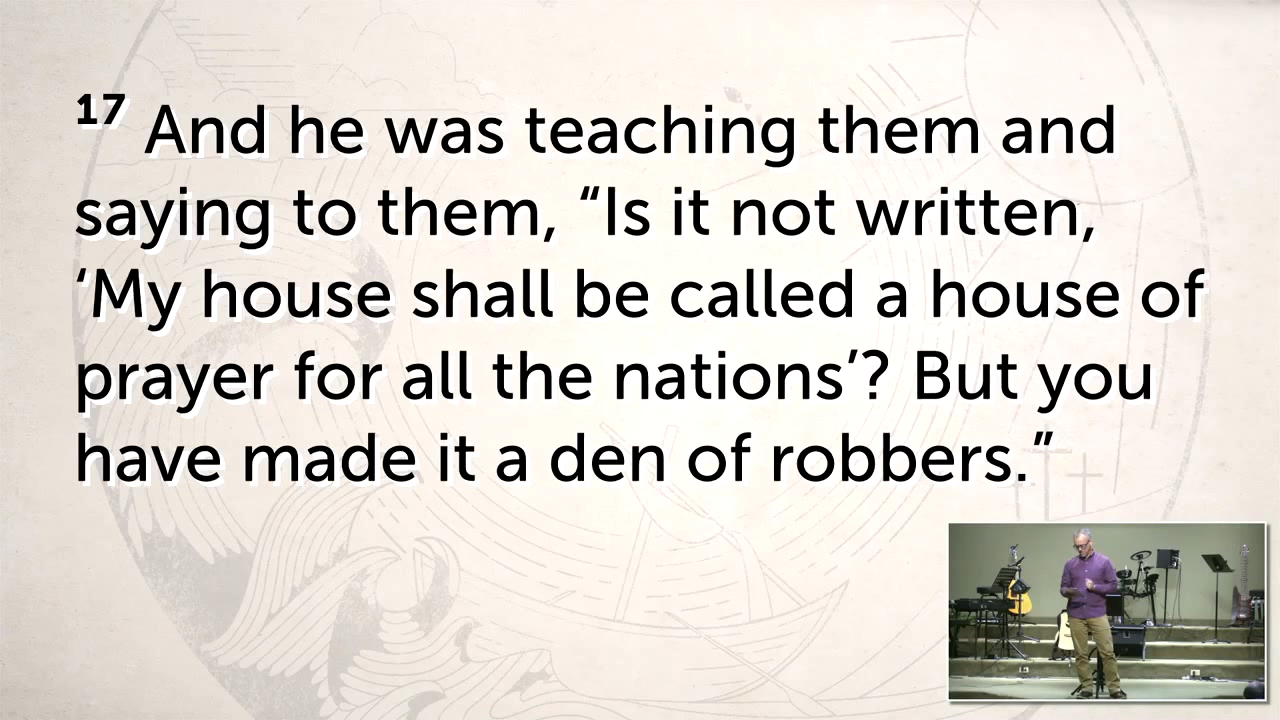 17 And he was teaching them and
saying to them, “Is it not written,
‘My house shall be called a house of
prayer for all the nations’? But you
have made it a den of robbers.”